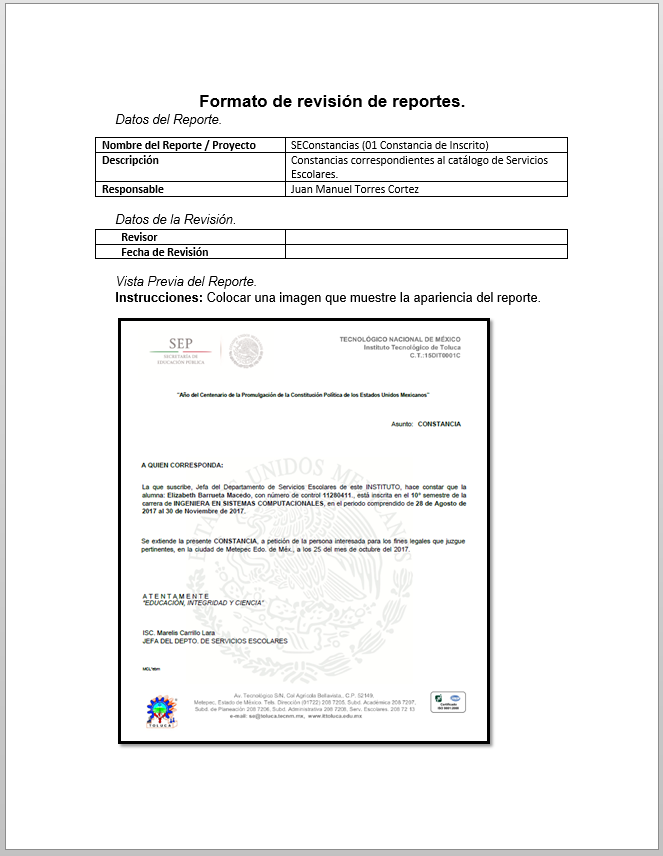 Formato de revisión de reportes.
Datos del Reporte.
Nombre del Reporte / Proyecto SEConstancias (01 Constancia de Inscrito)
Descripción Constancias correspondientes al catálogo de Servicios
Escolares.
Responsable Juan Manuel Torres Cortez
Datos de la Revisión.
Revisor
Fecha de Revisión
Vista Previa del Reporte.
Instrucciones: Colocar una imagen que muestre la apariencia del reporte.
SEP
SECRETARÍA DE
EDUCACIÓN PÚBLICA
TECNOLÓGICO NACIONAL DE MÉXICO
Instituto Tecnológico de Toluca
C.T.:15DIT0001C
"Año del Centenario de la Promulgación de la Constitución Política de los Estados Unidos Mexicanos"
Asunto: CONSTANCIA
A QUIEN CORRESPONDA:
La que suscribe, Jefa del Departamento de Servicios Escolares de este INSTITUTO, hace constar que la
alumna: Elizabeth Barrueta Macedo, con número de control 11280411., está inscrita en el 10° semestre de la
carrera de INGENIERA EN SISTEMAS COMPUTACIONALES, en el periodo comprendido de 28 de Agosto de
2017 al 30 de Noviembre de 2017.
Se extiende la presente CONSTANCIA, a petición de la persona interesada para los fines legales que juzgue
pertinentes, en la ciudad de Metepec Edo. de Méx., a los 25 del mes de octubre del 2017.
A T E N T A M E N T E
"EDUCACIÓN, INTEGRIDAD Y CIENCIA"
ISC. Marelis Carrillo Lara
JEFA DEL DEPTO. DE SERVICIOS ESCOLARES
Av. Tecnológico S/N. Col Agrícola Bellavista., C.P. 52149,
Metepec, Estado de México. Tels. Dirección (01722) 208 7205, Subd. Académica 208 7207,
Subd. de Planeación 208 7206, Subd. Administrativa 208 7206, Serv. Escolares. 208 72 13
e-mail: se@toluca.tecnm.mx, www.ittoluca.edu.mx
TOLUCA
Certificado
ISO 9001:2008